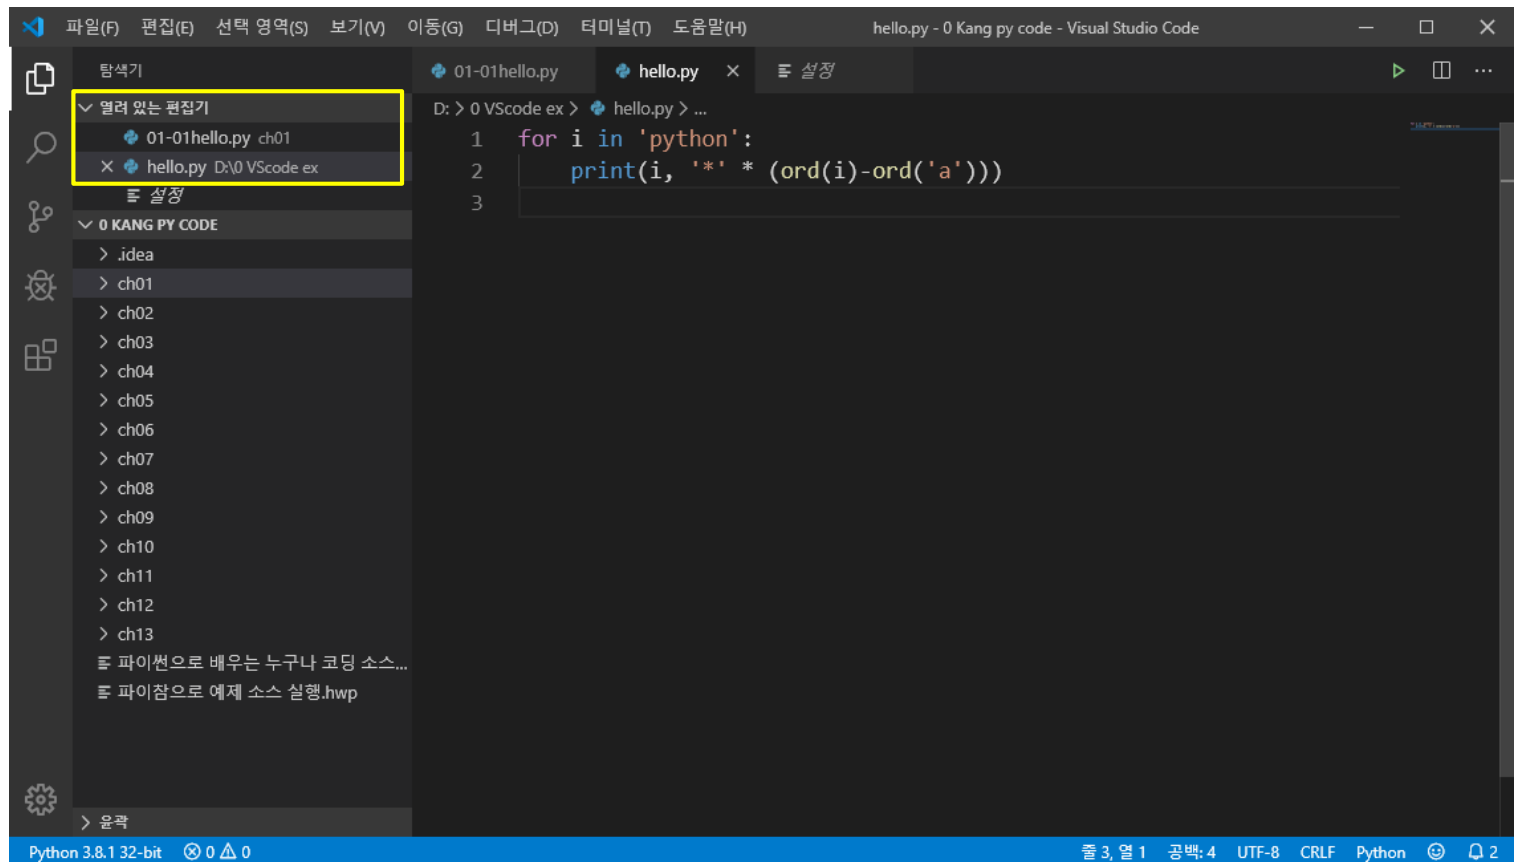 파일(F) 편집(E) 선택 영역(S) 보기(V) 이동(G) 디버그(D) 터미널(T) 도움말(H) hello.py - 0 Kang py code - Visual Studio Code
탐색기
열려 있는 편집기
01-01hello.py ch01
hello.py D:\0 VScode ex
설정
0 KANG PY CODE
.idea
ch01
ch02
ch03
ch04
ch05
ch06
ch07
ch08
ch09
ch10
ch11
ch12
ch13
파이썬으로 배우는 누구나 코딩 소스...
파이참으로 예제 소스 실행.hwp
윤곽
01-01hello.py hello.py 설정
D: > 0 VScode ex > hello.py > ...
1 for i in 'python':
2     print(i, '*' * (ord(i)-ord('a')))
3
Python 3.8.1 32-bit 0 0 줄 3, 열 1 공백: 4 UTF-8 CRLF Python 2